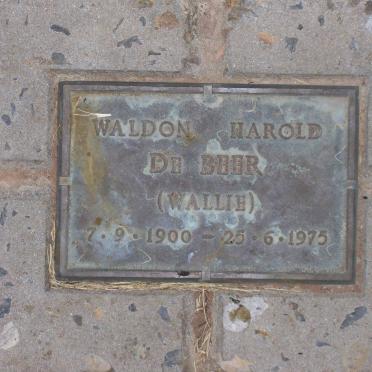 WALDON HAROLD
DE BEER
(WALLIE)
7 · 9 · 1900 – 25 · 6 · 1975